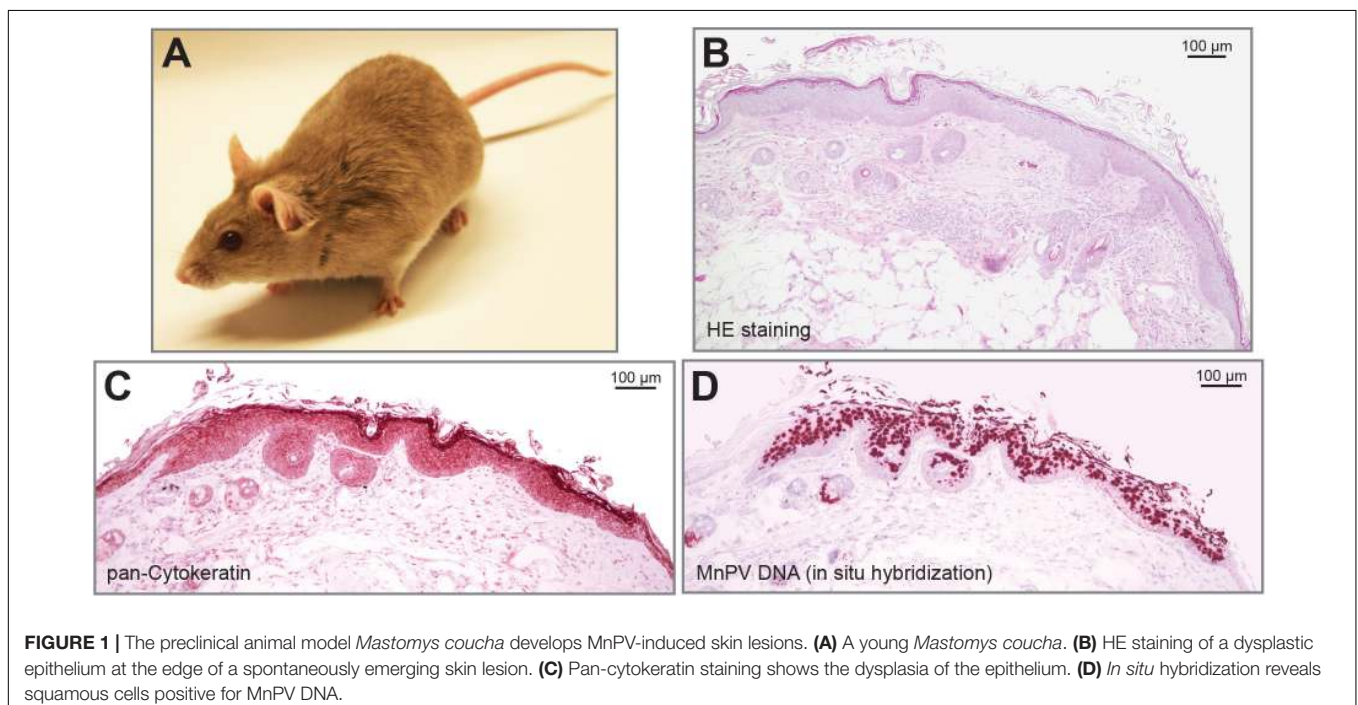 A
B
100 µm
HE staining
C
100 µm
pan-Cytokeratin
D
100 µm
MnPV DNA (in situ hybridization)
FIGURE 1 | The preclinical animal model Mastomys coucha develops MnPV-induced skin lesions. (A) A young Mastomys coucha. (B) HE staining of a dysplastic
epithelium at the edge of a spontaneously emerging skin lesion. (C) Pan-cytokeratin staining shows the dysplasia of the epithelium. (D) In situ hybridization reveals
squamous cells positive for MnPV DNA.